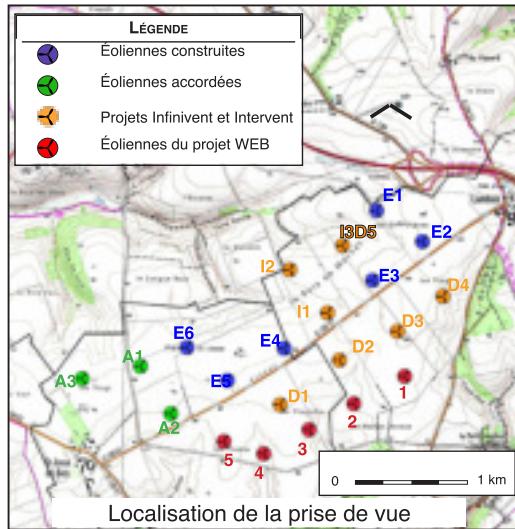 LÉGENDE
Éoliennes construites
Éoliennes accordées
Projets Infinivent et Intervent
Éoliennes du projet WEB
E1
I3D5
E2
I2
E3
D4
I1
D3
E6
E4
D2
A1
A3
E5
1
D1
2
A2
3
5
4
0
1 km
Localisation de la prise de vue